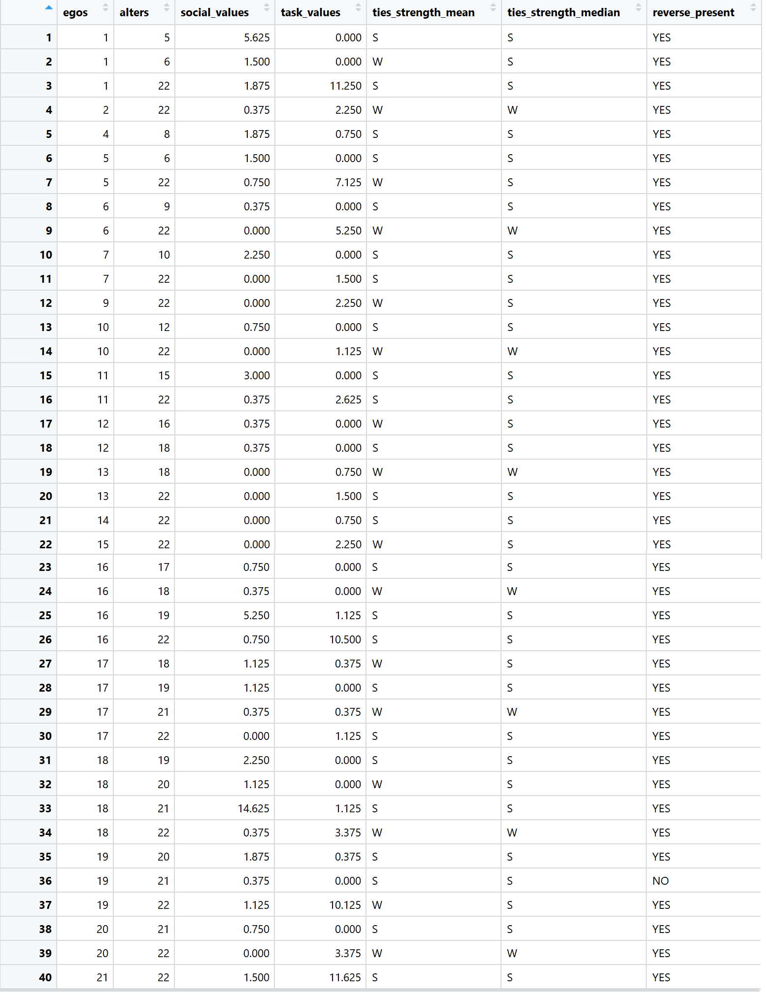 egos alters social_values task_values ties_strength_mean ties_strength_median reverse_present
1 1 5 5.625 0.000 S S YES
2 1 6 1.500 0.000 W S YES
3 1 22 1.875 11.250 S S YES
4 2 22 0.375 2.250 W W YES
5 4 8 1.875 0.750 S S YES
6 5 6 1.500 0.000 S S YES
7 5 22 0.750 7.125 W S YES
8 6 9 0.375 0.000 S S YES
9 6 22 0.000 5.250 W W YES
10 7 10 2.250 0.000 S S YES
11 7 22 0.000 1.500 S S YES
12 9 22 0.000 2.250 W S YES
13 10 12 0.750 0.000 S S YES
14 10 22 0.000 1.125 W W YES
15 11 15 3.000 0.000 S S YES
16 11 22 0.375 2.625 S S YES
17 12 16 0.375 0.000 W S YES
18 12 18 0.375 0.000 S S YES
19 13 18 0.000 0.750 W W YES
20 13 22 0.000 1.500 S S YES
21 14 22 0.000 0.750 S S YES
22 15 22 0.000 2.250 W S YES
23 16 17 0.750 0.000 S S YES
24 16 18 0.375 0.000 W W YES
25 16 19 5.250 1.125 S S YES
26 16 22 0.750 10.500 S S YES
27 17 18 1.125 0.375 W S YES
28 17 19 1.125 0.000 S S YES
29 17 21 0.375 0.375 W W YES
30 17 22 0.000 1.125 S S YES
31 18 19 2.250 0.000 S S YES
32 18 20 1.125 0.000 W S YES
33 18 21 14.625 1.125 S S YES
34 18 22 0.375 3.375 W W YES
35 19 20 1.875 0.375 S S YES
36 19 21 0.375 0.000 S S NO
37 19 22 1.125 10.125 W S YES
38 20 21 0.750 0.000 S S YES
39 20 22 0.000 3.375 W W YES
40 21 22 1.500 11.625 S S YES